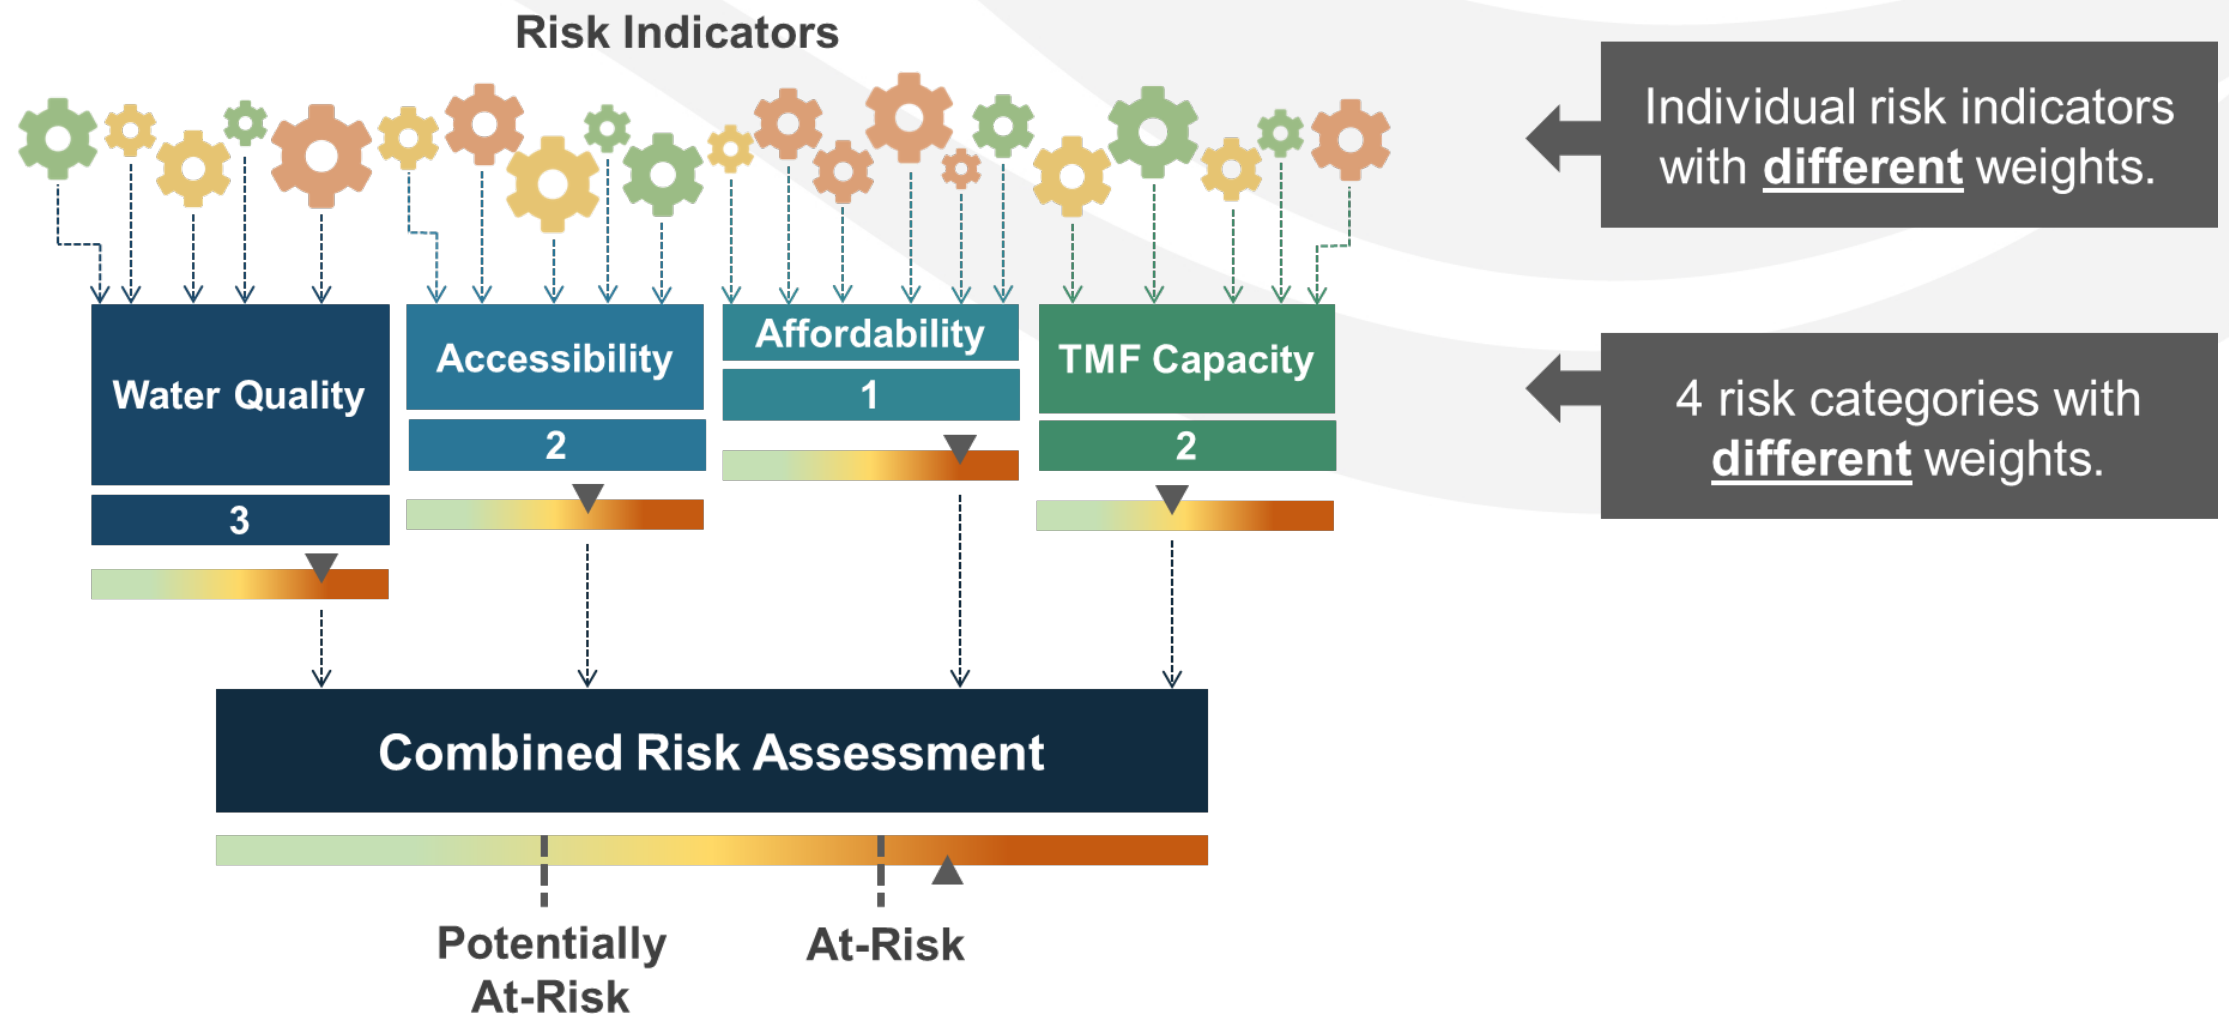 Risk Indicators
Individual risk indicators
with different weights.
Water Quality
3
Accessibility
2
Affordability
1
TMF Capacity
2
4 risk categories with
different weights.
Combined Risk Assessment
Potentially
At-Risk
At-Risk